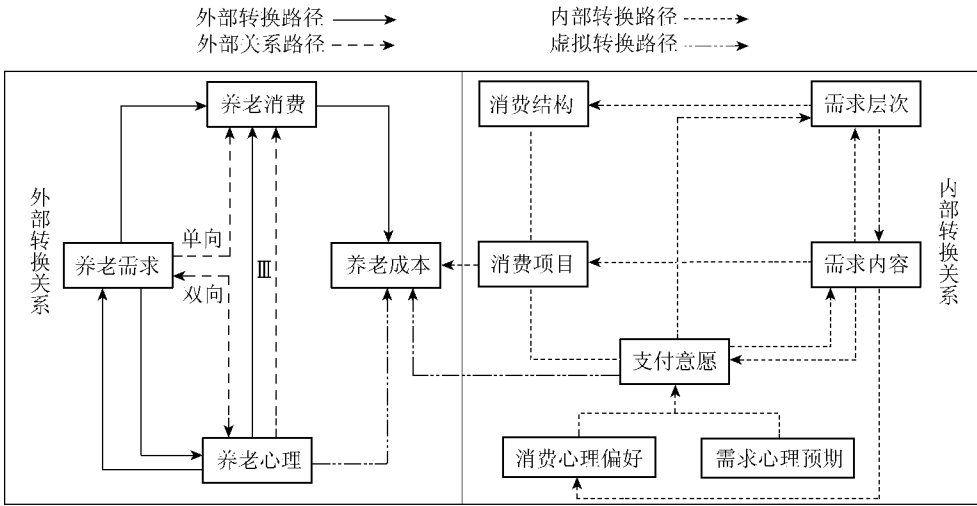 外部转换路径
内部转换路径
外部关系路径
虚拟转换路径
养老消费
消费结构
需求层次
外部转换关系
内部转换关系
单向
养老需求
双向
Ⅲ
养老成本
消费项目
需求内容
支付意愿
养老心理
消费心理偏好
需求心理预期